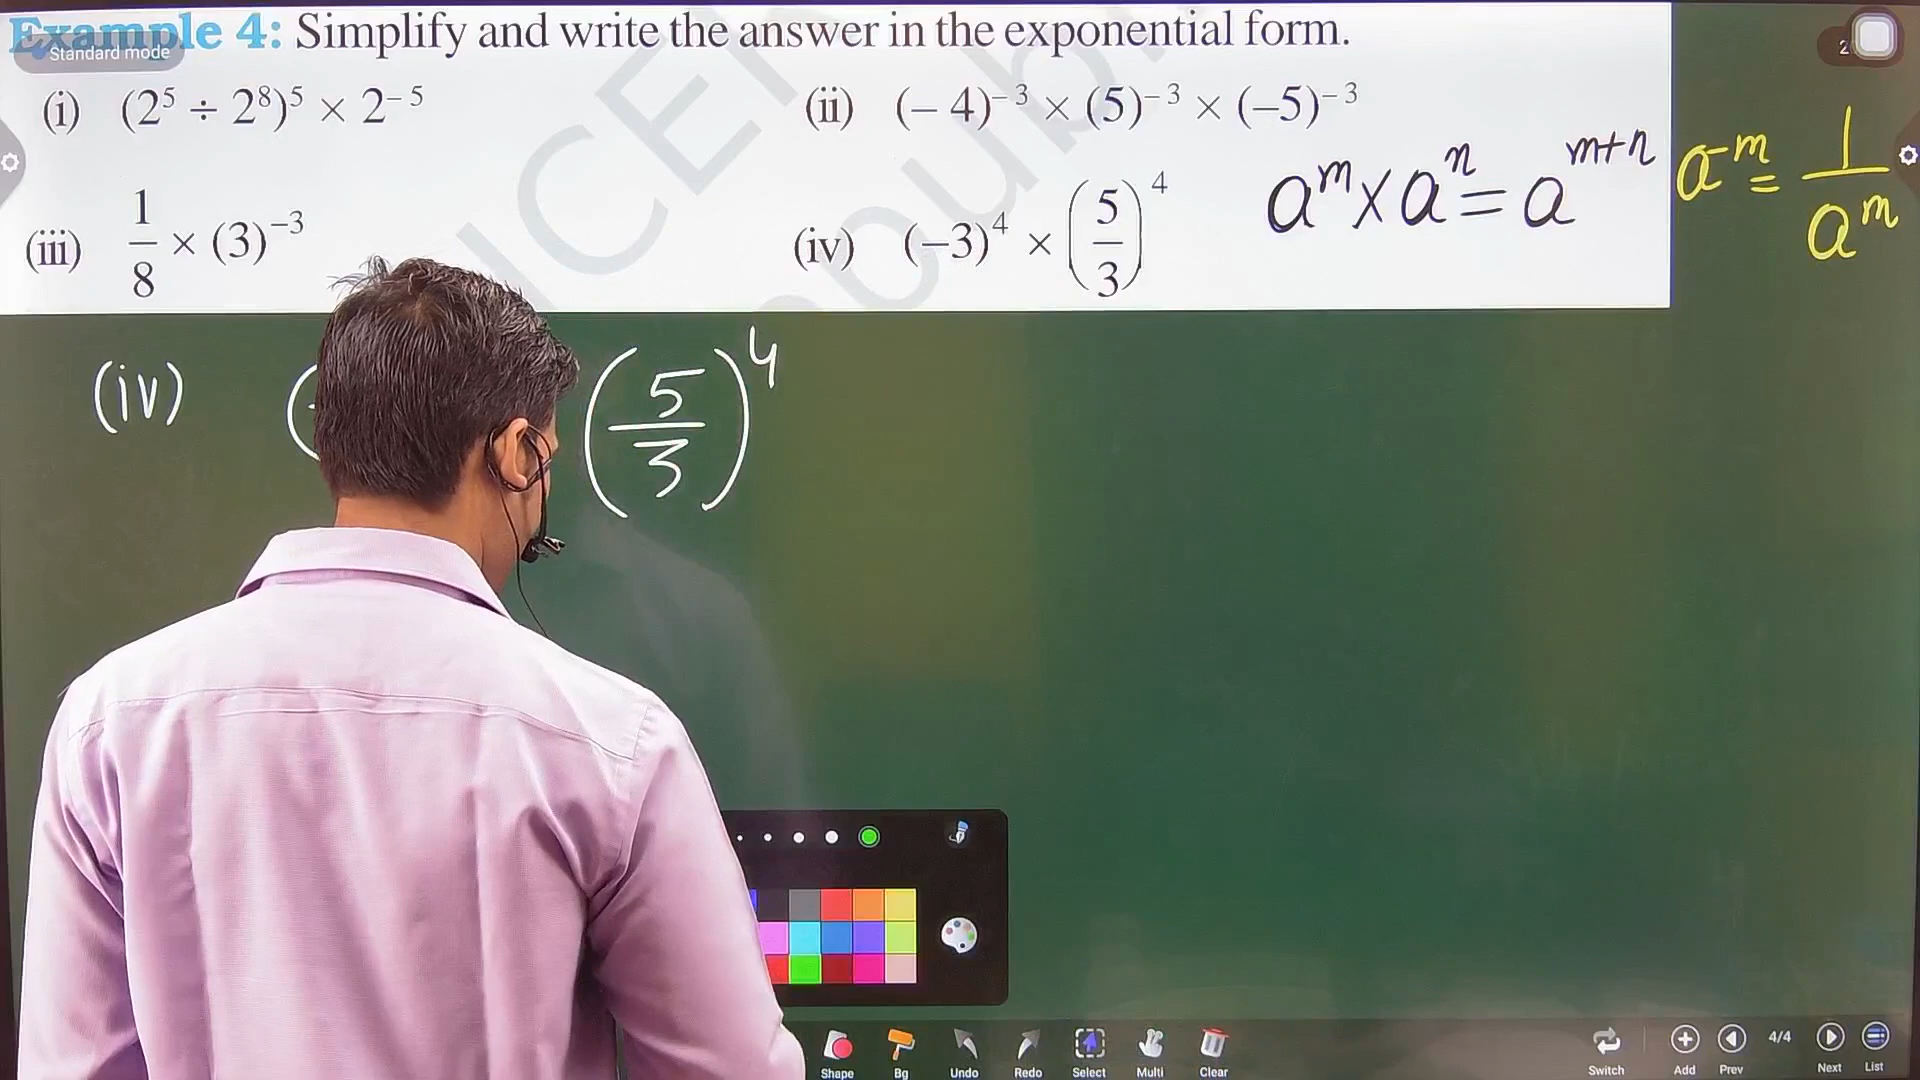 Example 4: Simplify and write the answer in the exponential form.
Standard mode
(i) (2⁵ ÷ 2⁸)⁵ × 2⁻⁵ (ii) (– 4)⁻³ × (5)⁻³ × (–5)⁻³
(iii) 1/8 × (3)⁻³ (iv) (–3)⁴ × (5/3)⁴
aᵐ × aⁿ = aᵐ⁺ⁿ
a⁻ᵐ = 1/aᵐ
(iv) ( (5/3)⁴
Shape Bg Undo Redo Select Multi Clear Switch Add Prev 4/4 Next List